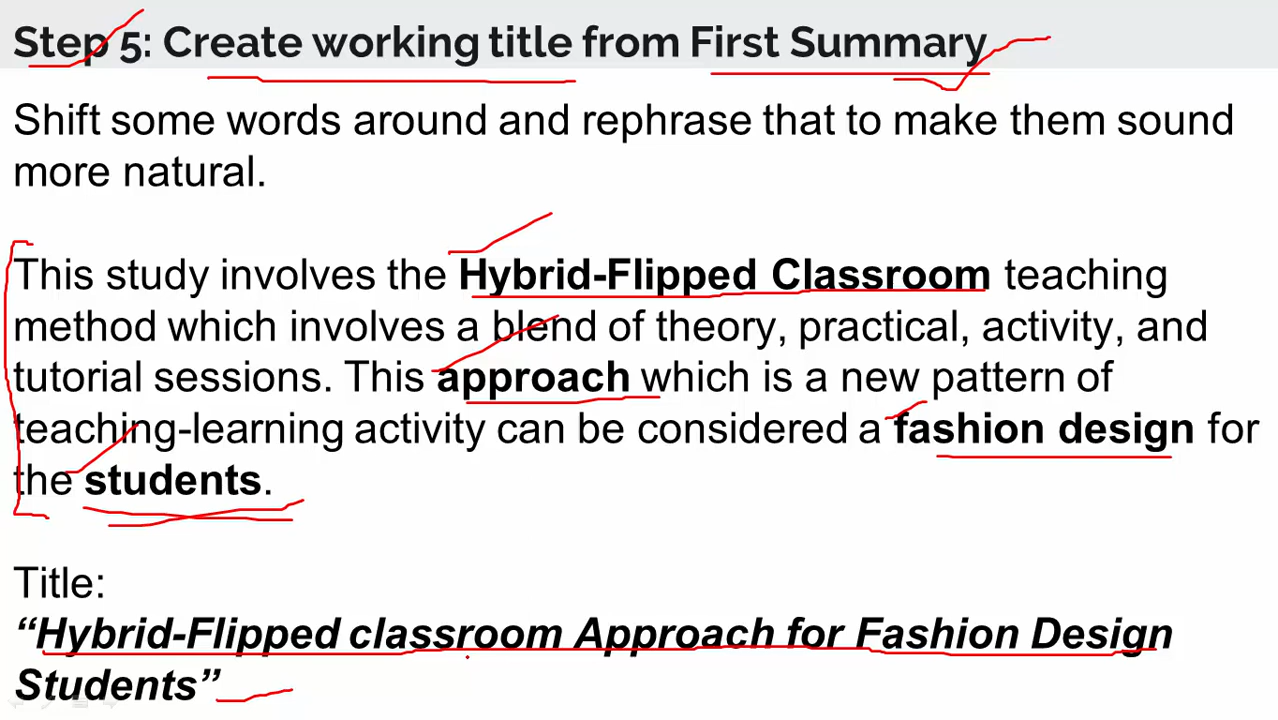 Step 5: Create working title from First Summary
Shift some words around and rephrase that to make them sound
more natural.
This study involves the Hybrid-Flipped Classroom teaching
method which involves a blend of theory, practical, activity, and
tutorial sessions. This approach which is a new pattern of
teaching-learning activity can be considered a fashion design for
the students.
Title:
“Hybrid-Flipped classroom Approach for Fashion Design
Students”